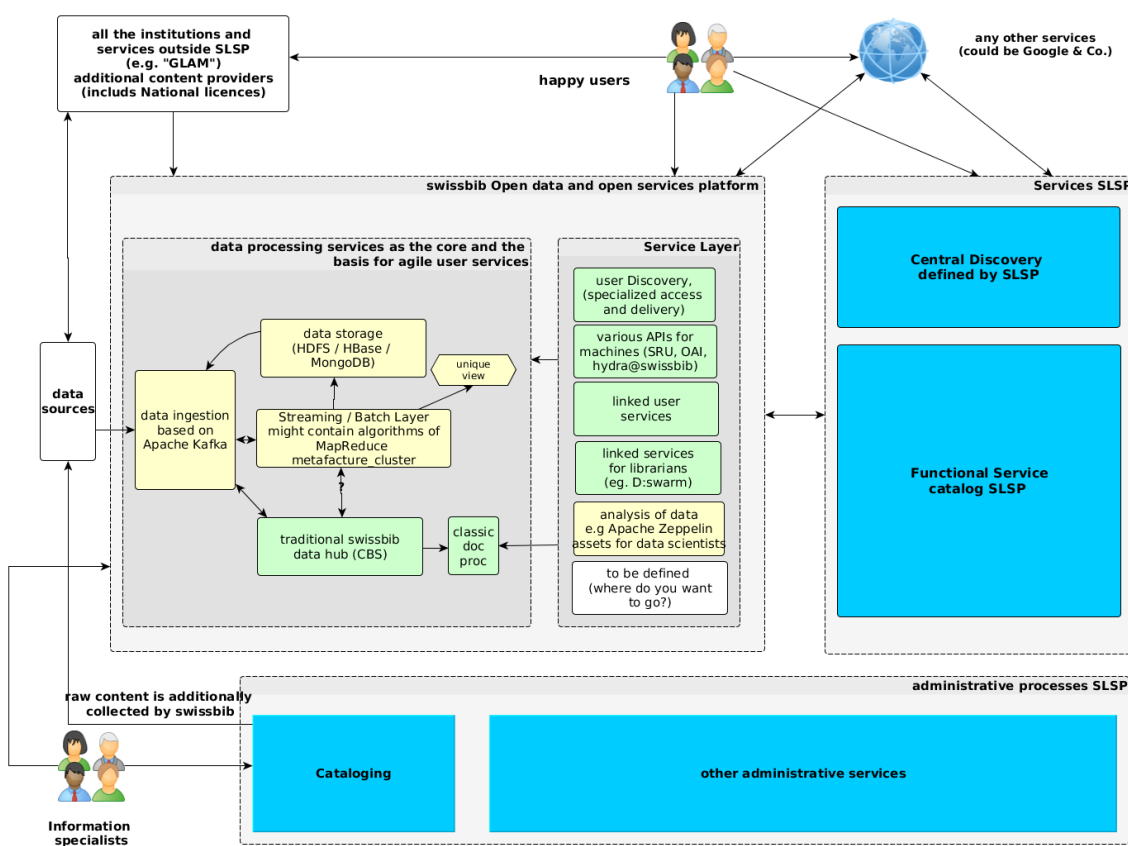 all the institutions and
services outside SLSP
(e.g. "GLAM")
additional content providers
(includs National licences)
happy users
any other services
(could be Google & Co.)
swissbib Open data and open services platform
Services SLSP
data processing services as the core and the
basis for agile user services
Service Layer
user Discovery,
(specialized access
and delivery)
various APIs for
machines (SRU, OAI,
hydra@swissbib)
linked user
services
linked services
for librarians
(eg. D:swarm)
analysis of data
e.g Apache Zeppelin
assets for data scientists
to be defined
(where do you want
to go?)
data storage
(HDFS / HBase /
MongoDB)
unique
view
data
sources
data ingestion
based on
Apache Kafka
Streaming / Batch Layer
might contain algorithms of
MapReduce
metafacture_cluster
?
traditional swissbib
data hub (CBS)
classic
doc
proc
Central Discovery
defined by SLSP
Functional Service
catalog SLSP
raw content is additionally
collected by swissbib
administrative processes SLSP
Cataloging
other administrative services
Information
specialists